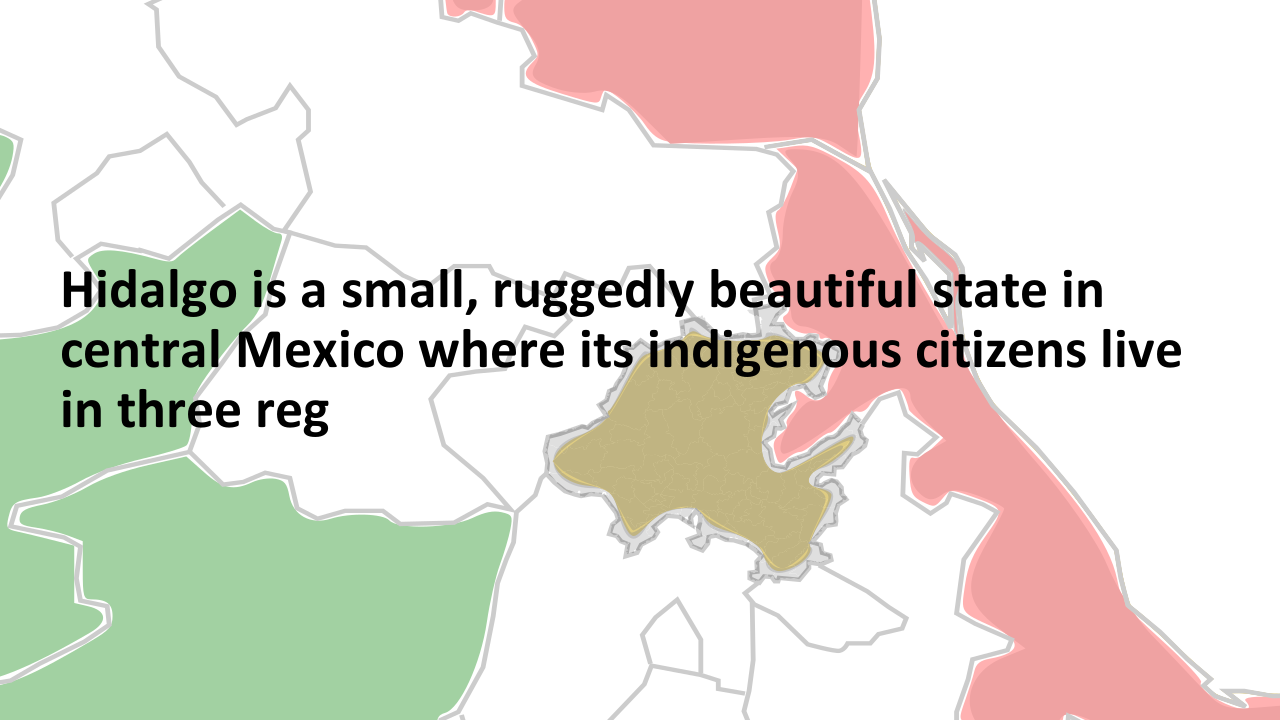 Hidalgo is a small, ruggedly beautiful state in
central Mexico where its indigenous citizens live
in three reg